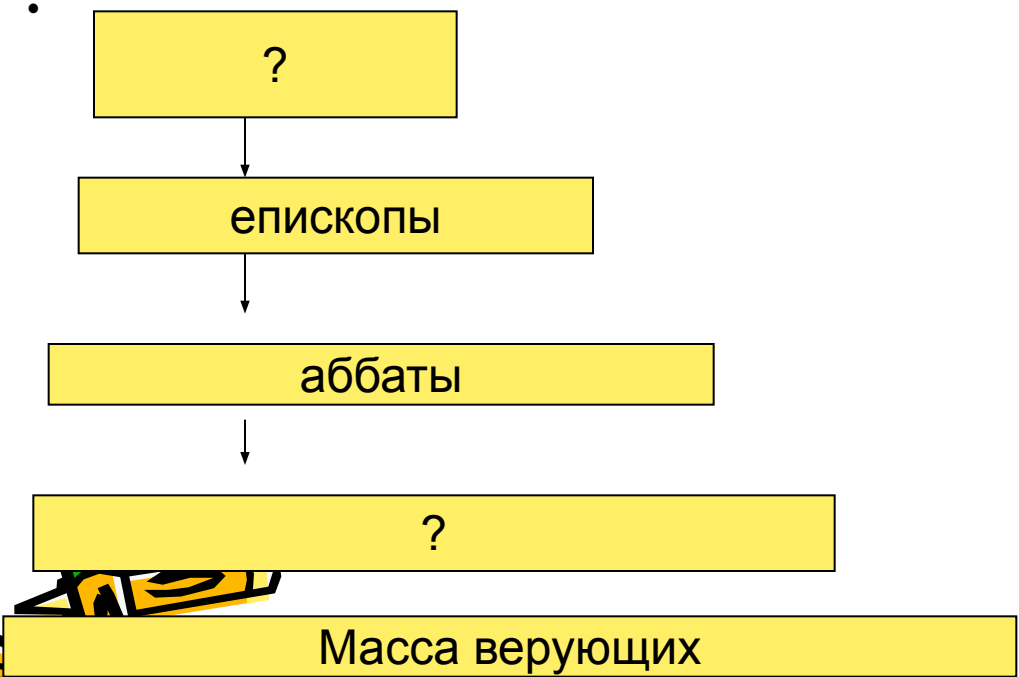 •
?
епископы
аббаты
?
Масса верующих